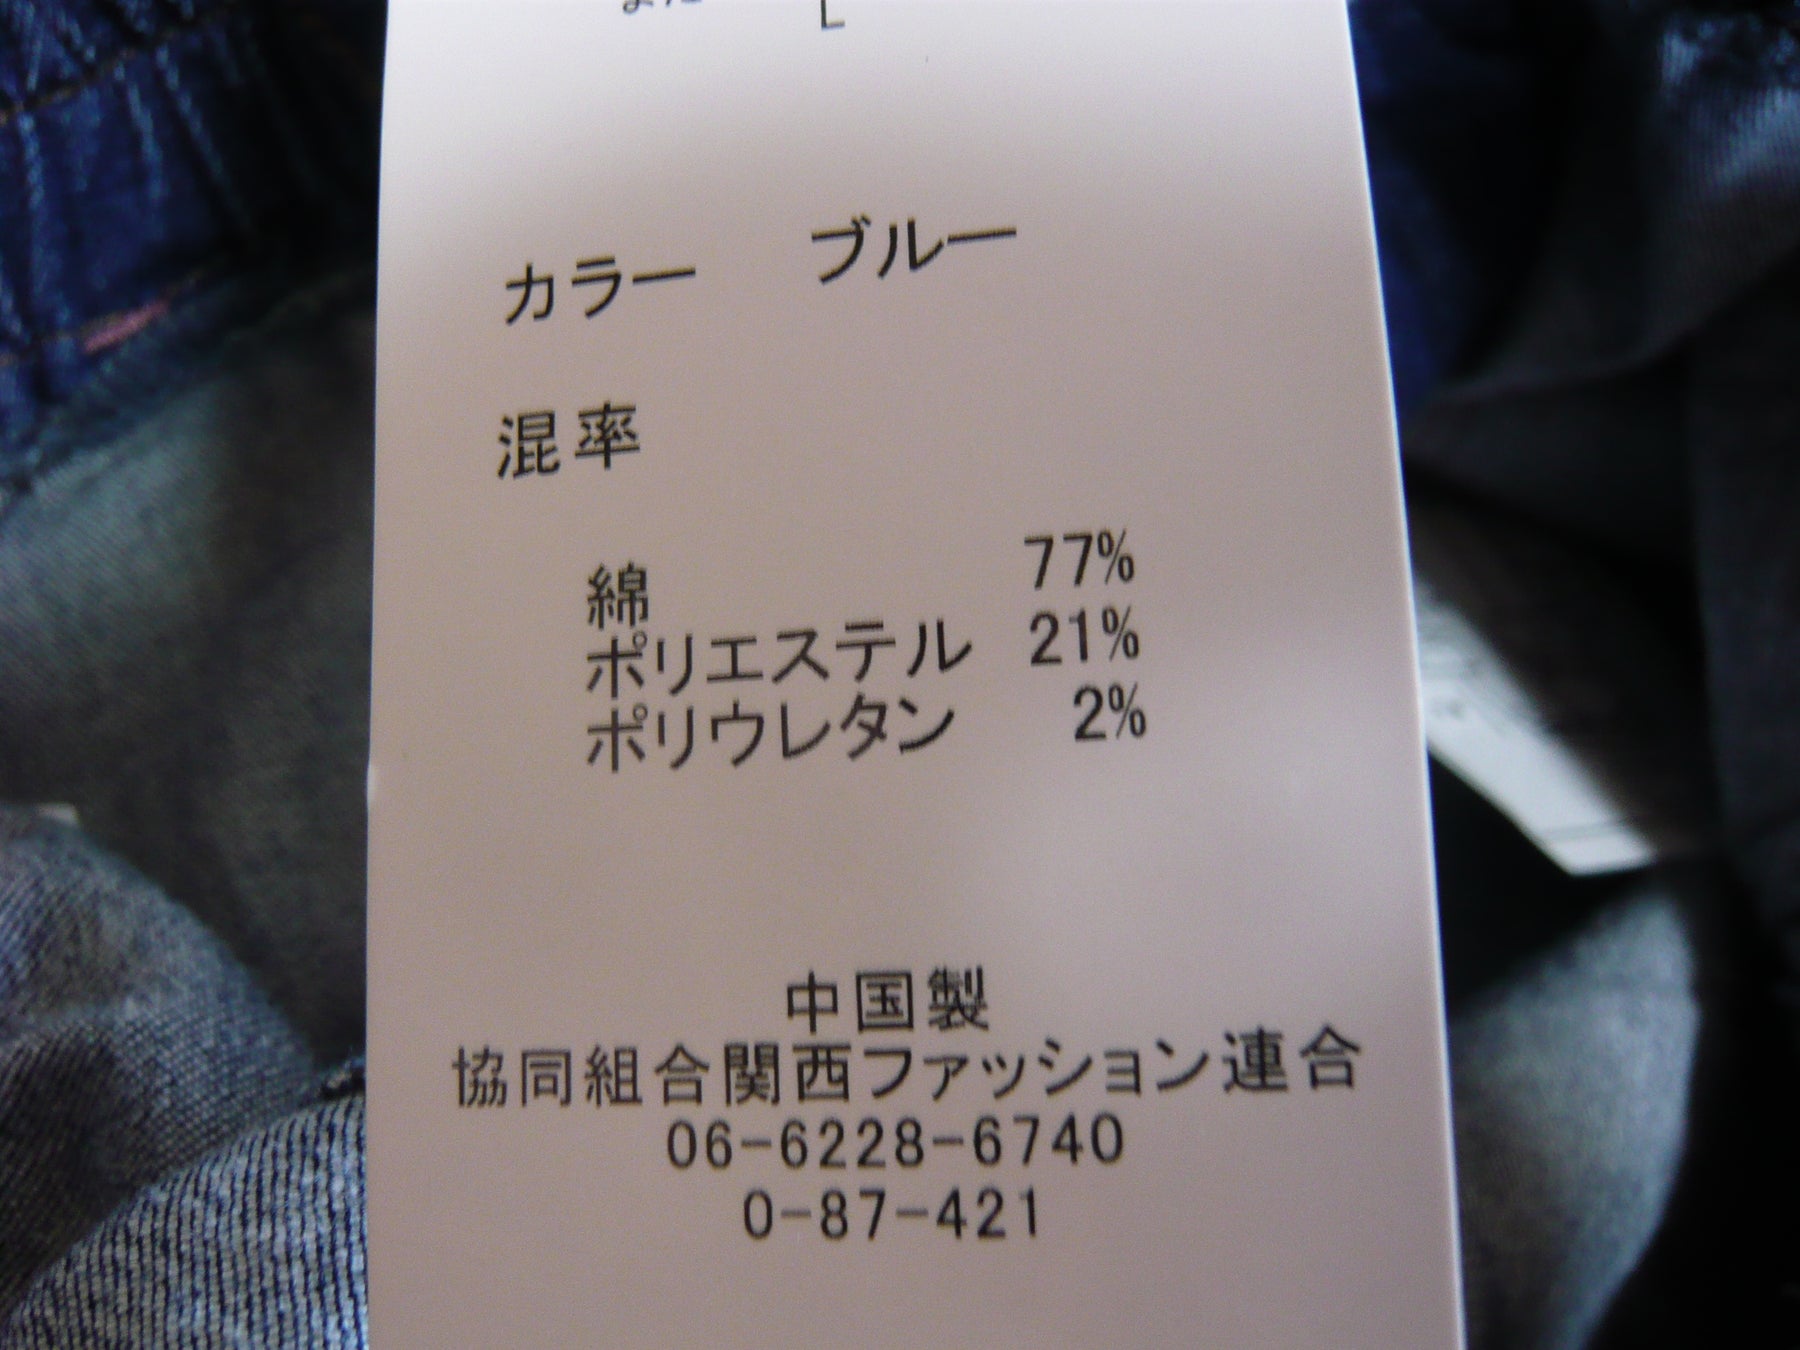 L
カラー ブルー
混率
綿 77%
ポリエステル 21%
ポリウレタン 2%
中国製
協同組合関西ファッション連合
06-6228-6740
0-87-421